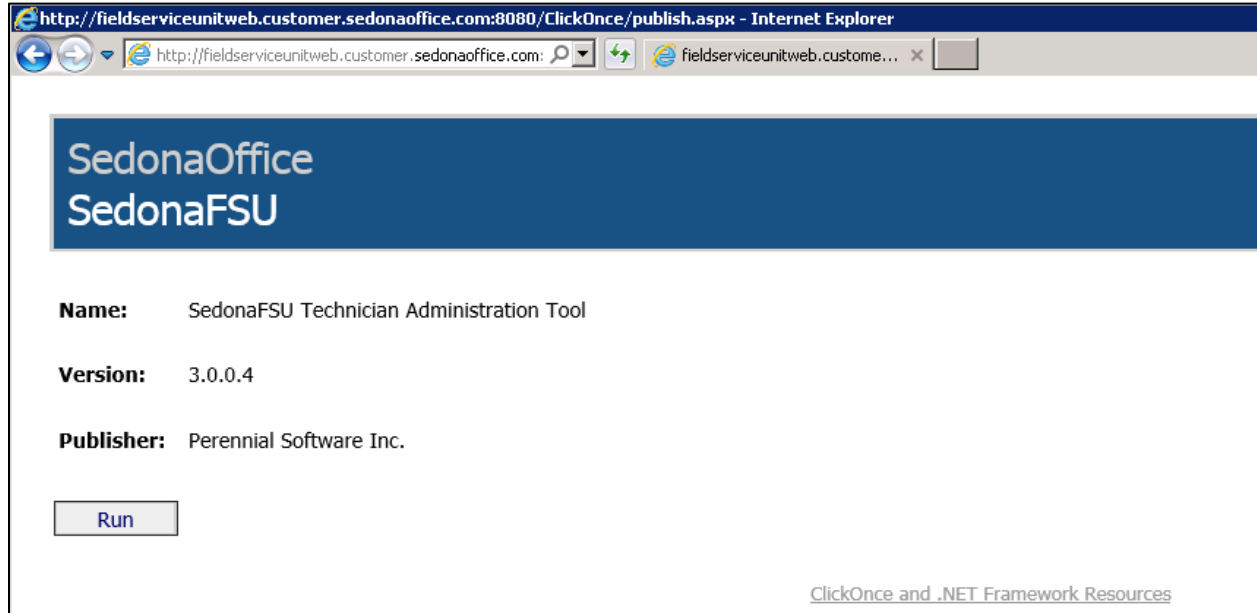 http://fieldserviceunitweb.customer.sedonaoffice.com:8080/ClickOnce/publish.aspx - Internet Explorer
http://fieldserviceunitweb.customer.sedonaoffice.com: fieldserviceunitweb.custome...
SedonaOffice
SedonaFSU
Name: SedonaFSU Technician Administration Tool
Version: 3.0.0.4
Publisher: Perennial Software Inc.
Run
ClickOnce and .NET Framework Resources